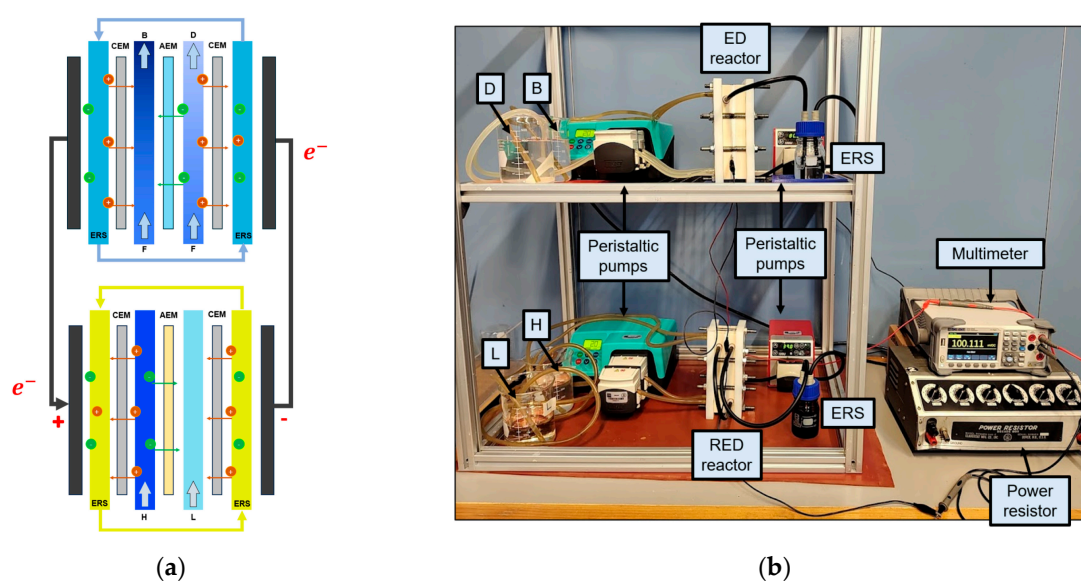 B D
CEM AEM CEM
ERS ERS
F F
e−
e−
CEM AEM CEM
+ -
ERS ERS
H L
(a)
ED
reactor
D
B
ERS
Peristaltic
pumps
Peristaltic
pumps
Multimeter
H
L
100.111
ERS
POWER RESISTOR
RED
reactor
Power
resistor
(b)